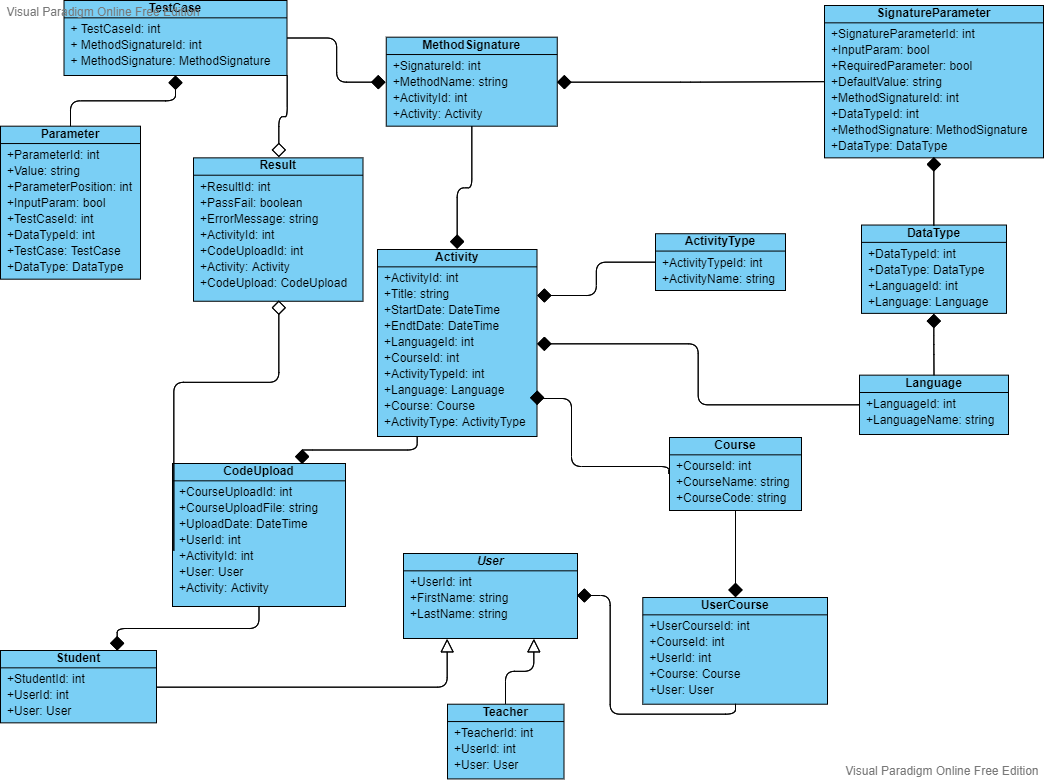 Visual Paradigm Online Free Edition
TestCase
+ TestCaseId: int
+ MethodSignatureId: int
+ MethodSignature: MethodSignature
MethodSignature
+SignatureId: int
+MethodName: string
+ActivityId: int
+Activity: Activity
SignatureParameter
+SignatureParameterId: int
+InputParam: bool
+RequiredParameter: bool
+DefaultValue: string
+MethodSignatureId: int
+DataTypeId: int
+MethodSignature: MethodSignature
+DataType: DataType
Parameter
+ParameterId: int
+Value: string
+ParameterPosition: int
+InputParam: bool
+TestCaseId: int
+DataTypeId: int
+TestCase: TestCase
+DataType: DataType
Result
+ResultId: int
+PassFail: boolean
+ErrorMessage: string
+ActivityId: int
+CodeUploadId: int
+Activity: Activity
+CodeUpload: CodeUpload
Activity
+ActivityId: int
+Title: string
+StartDate: DateTime
+EndtDate: DateTime
+LanguageId: int
+CourseId: int
+ActivityTypeId: int
+Language: Language
+Course: Course
+ActivityType: ActivityType
ActivityType
+ActivityTypeId: int
+ActivityName: string
DataType
+DataTypeId: int
+DataType: DataType
+LanguageId: int
+Language: Language
Language
+LanguageId: int
+LanguageName: string
Course
+CourseId: int
+CourseName: string
+CourseCode: string
CodeUpload
+CourseUploadId: int
+CourseUploadFile: string
+UploadDate: DateTime
+UserId: int
+ActivityId: int
+User: User
+Activity: Activity
User
+UserId: int
+FirstName: string
+LastName: string
UserCourse
+UserCourseId: int
+CourseId: int
+UserId: int
+Course: Course
+User: User
Student
+StudentId: int
+UserId: int
+User: User
Teacher
+TeacherId: int
+UserId: int
+User: User
Visual Paradigm Online Free Edition